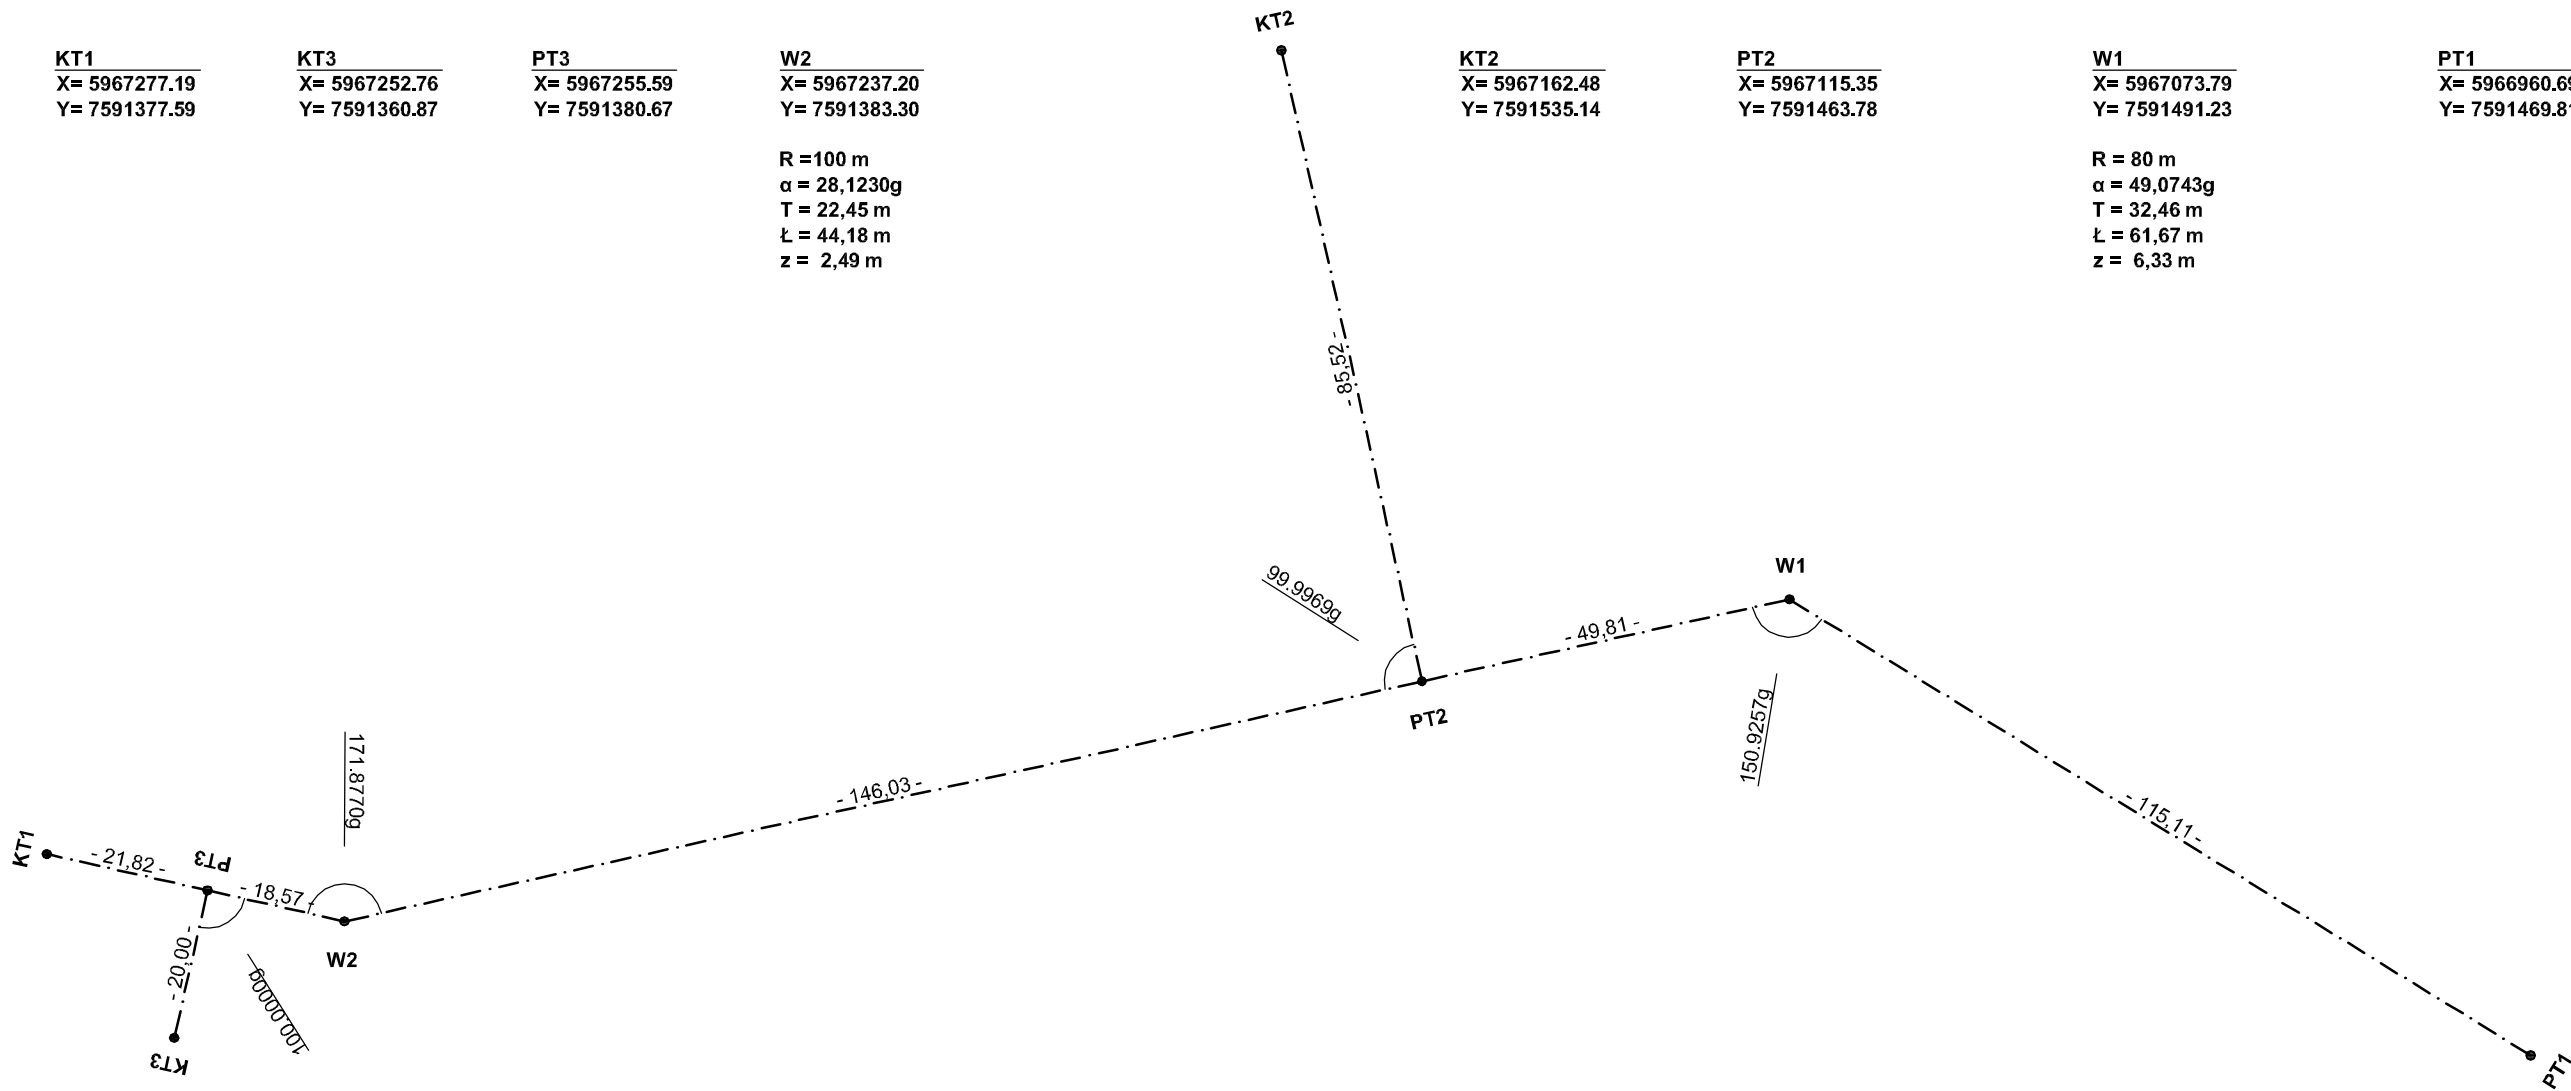 KT2
KT1
X= 5967277.19
Y= 7591377.59
KT3
X= 5967252.76
Y= 7591360.87
PT3
X= 5967255.59
Y= 7591380.67
W2
X= 5967237.20
Y= 7591383.30
R =100 m
α = 28,1230g
T = 22,45 m
Ł = 44,18 m
z = 2,49 m
KT2
X= 5967162.48
Y= 7591535.14
PT2
X= 5967115.35
Y= 7591463.78
W1
X= 5967073.79
Y= 7591491.23
R = 80 m
α = 49,0743g
T = 32,46 m
Ł = 61,67 m
z = 6,33 m
PT1
X= 5966960.69
Y= 7591469.81
- 85,52 -
W1
99.9969g
- 49,81 -
PT2
150.9257g
- 146,03 -
171.8770g
- 115,11 -
KT1
- 21,82 -
PT3
- 18,57 -
W2
- 20,00 -
100.0000g
KT3
PT1